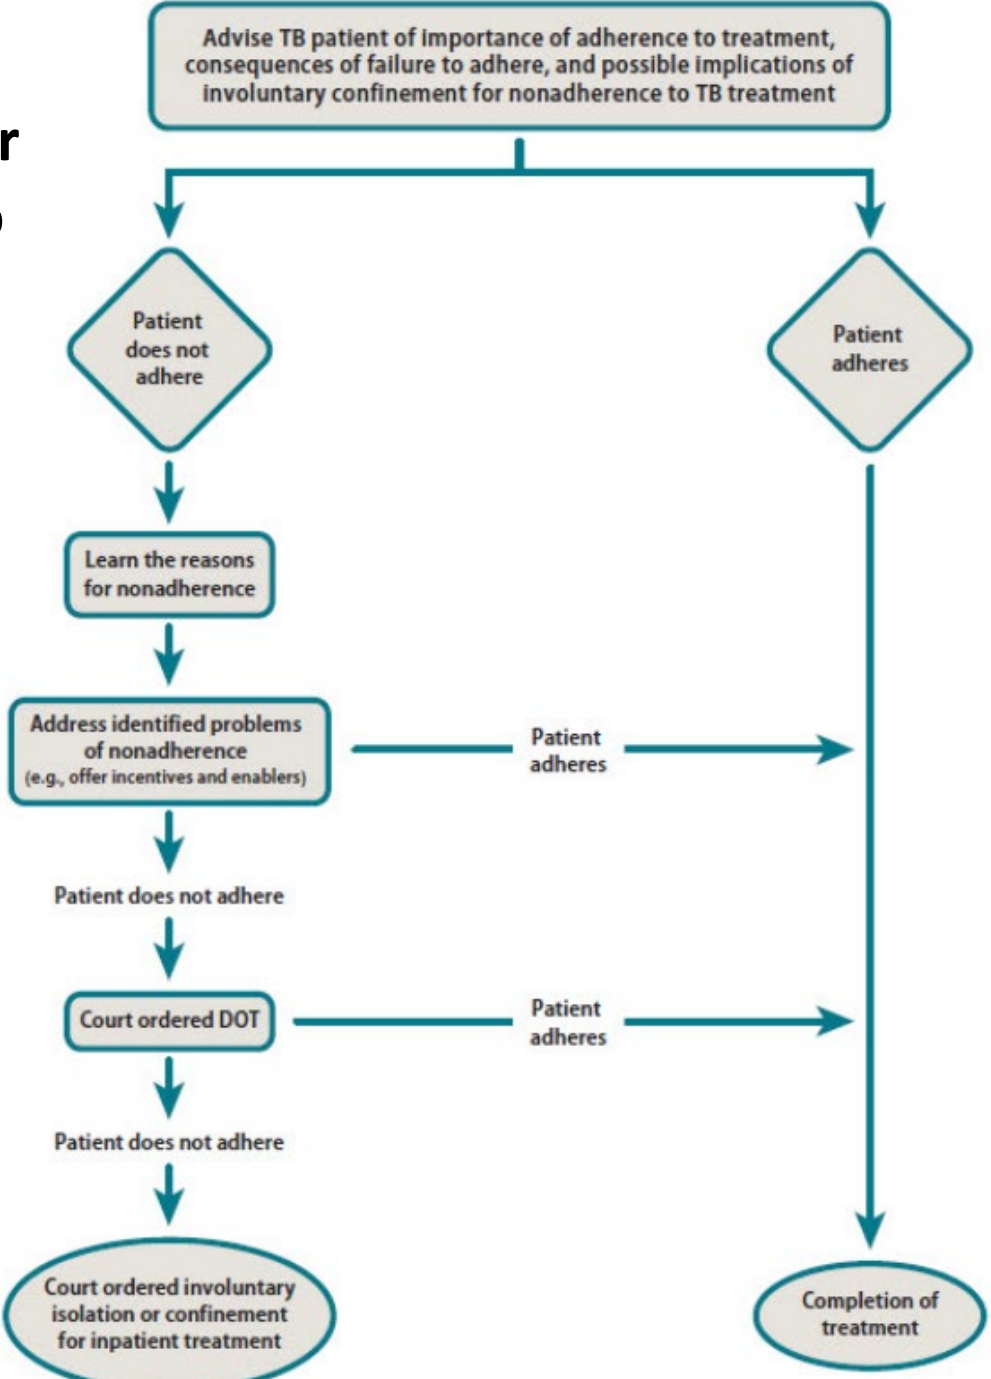 Advise TB patient of importance of adherence to treatment,
consequences of failure to adhere, and possible implications of
involuntary confinement for nonadherence to TB treatment
Patient
does not
adhere
Patient
adheres
Learn the reasons
for nonadherence
Address identified problems
of nonadherence
(e.g., offer incentives and enablers)
Patient
adheres
Patient does not adhere
Court ordered DOT
Patient
adheres
Patient does not adhere
Court ordered involuntary
isolation or confinement
for inpatient treatment
Completion of
treatment